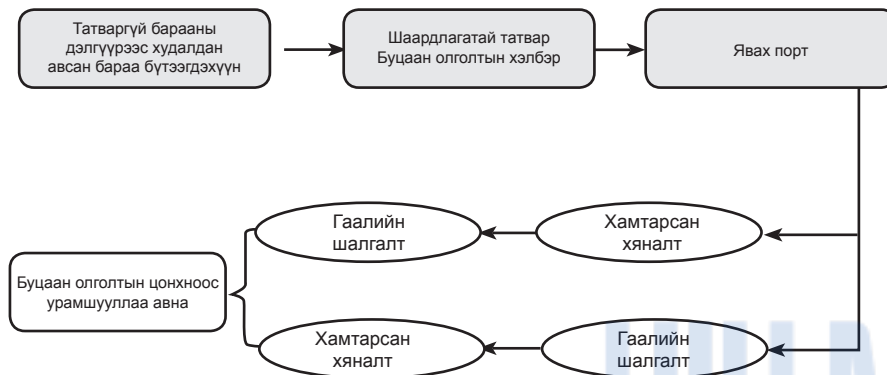 Татваргүй барааны
дэлгүүрээс худалдан
авсан бараа бүтээгдэхүүн
Шаардлагатай татвар
Буцаан олголтын хэлбэр
Явах порт
Гаалийн
шалгалт
Хамтарсан
хяналт
Буцаан олголтын цонхноос
урамшууллаа авна
Хамтарсан
хяналт
Гаалийн
шалгалт